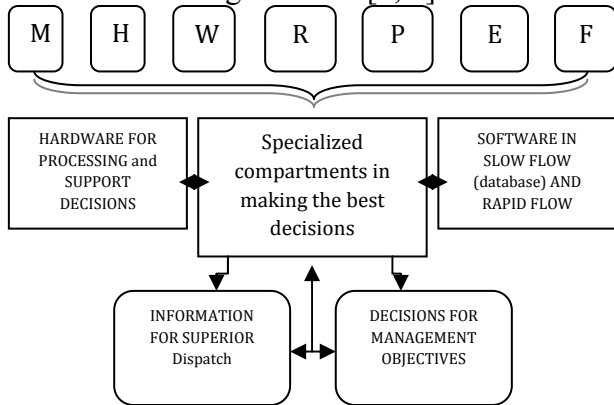 M H W R P E F
HARDWARE FOR
PROCESSING and
SUPPORT
DECISIONS
Specialized
compartments in
making the best
decisions
SOFTWARE IN
SLOW FLOW
(database) AND
RAPID FLOW
INFORMATION
FOR SUPERIOR
Dispatch
DECISIONS FOR
MANAGEMENT
OBJECTIVES